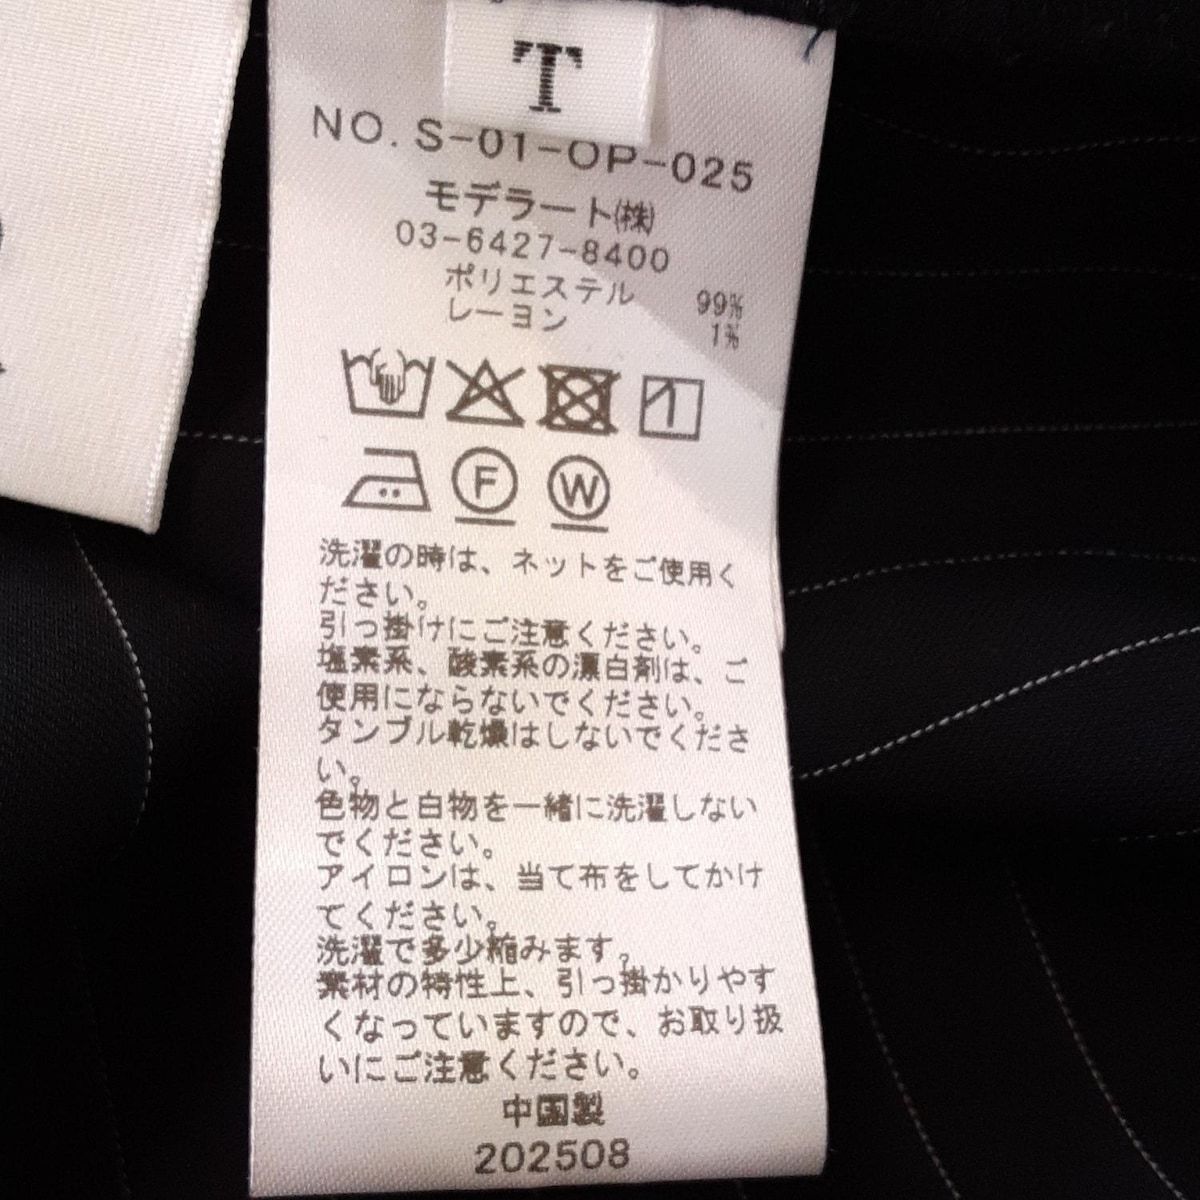 T
NO. S-01-OP-025
モデラート㈱
03-6427-8400
ポリエステル 99%
レーヨン 1%
F W
洗濯の時は、ネットをご使用く
ださい。
引っ掛けにご注意ください。
塩素系、酸素系の漂白剤は、ご
使用にならないでください。
タンブル乾燥はしないでくださ
い。
色物と白物を一緒に洗濯しない
でください。
アイロンは、当て布をしてかけ
てください。
洗濯で多少縮みます。
素材の特性上、引っ掛かりやす
くなっていますので、お取り扱
いにご注意ください。
中国製
202508